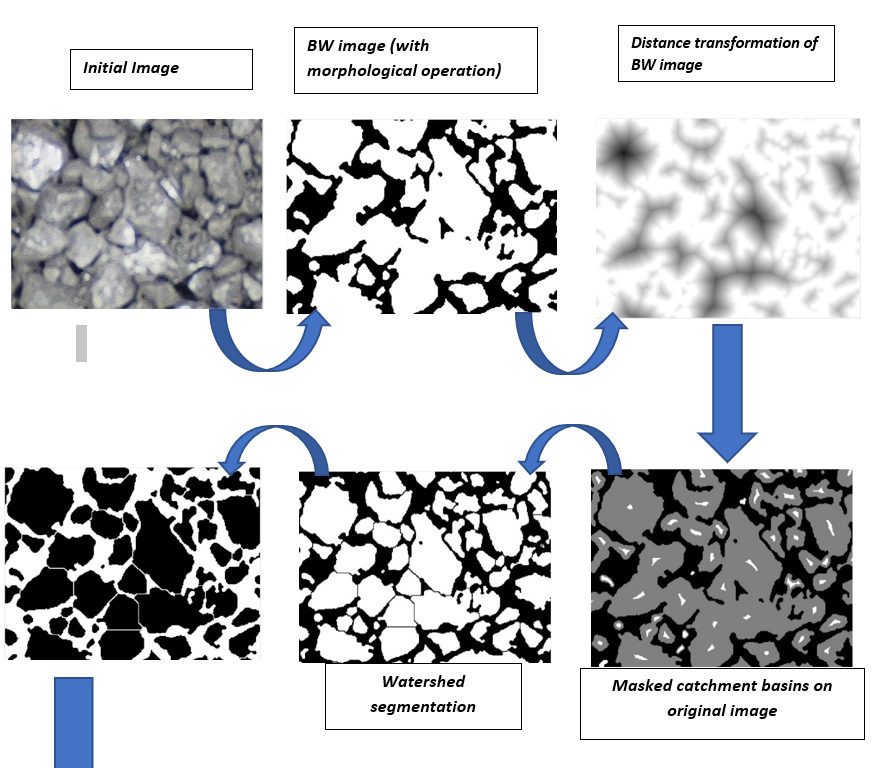 Initial Image
BW image (with
morphological operation)
Distance transformation of
BW image
Watershed
segmentation
Masked catchment basins on
original image